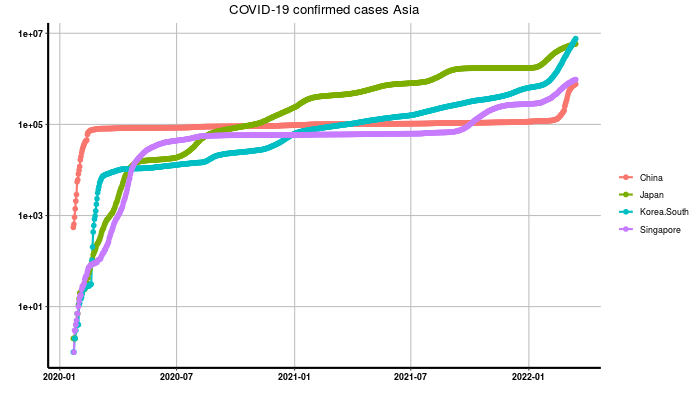 COVID-19 confirmed cases Asia
1e+07
1e+05
1e+03
1e+01
2020-01 2020-07 2021-01 2021-07 2022-01
China
Japan
Korea.South
Singapore